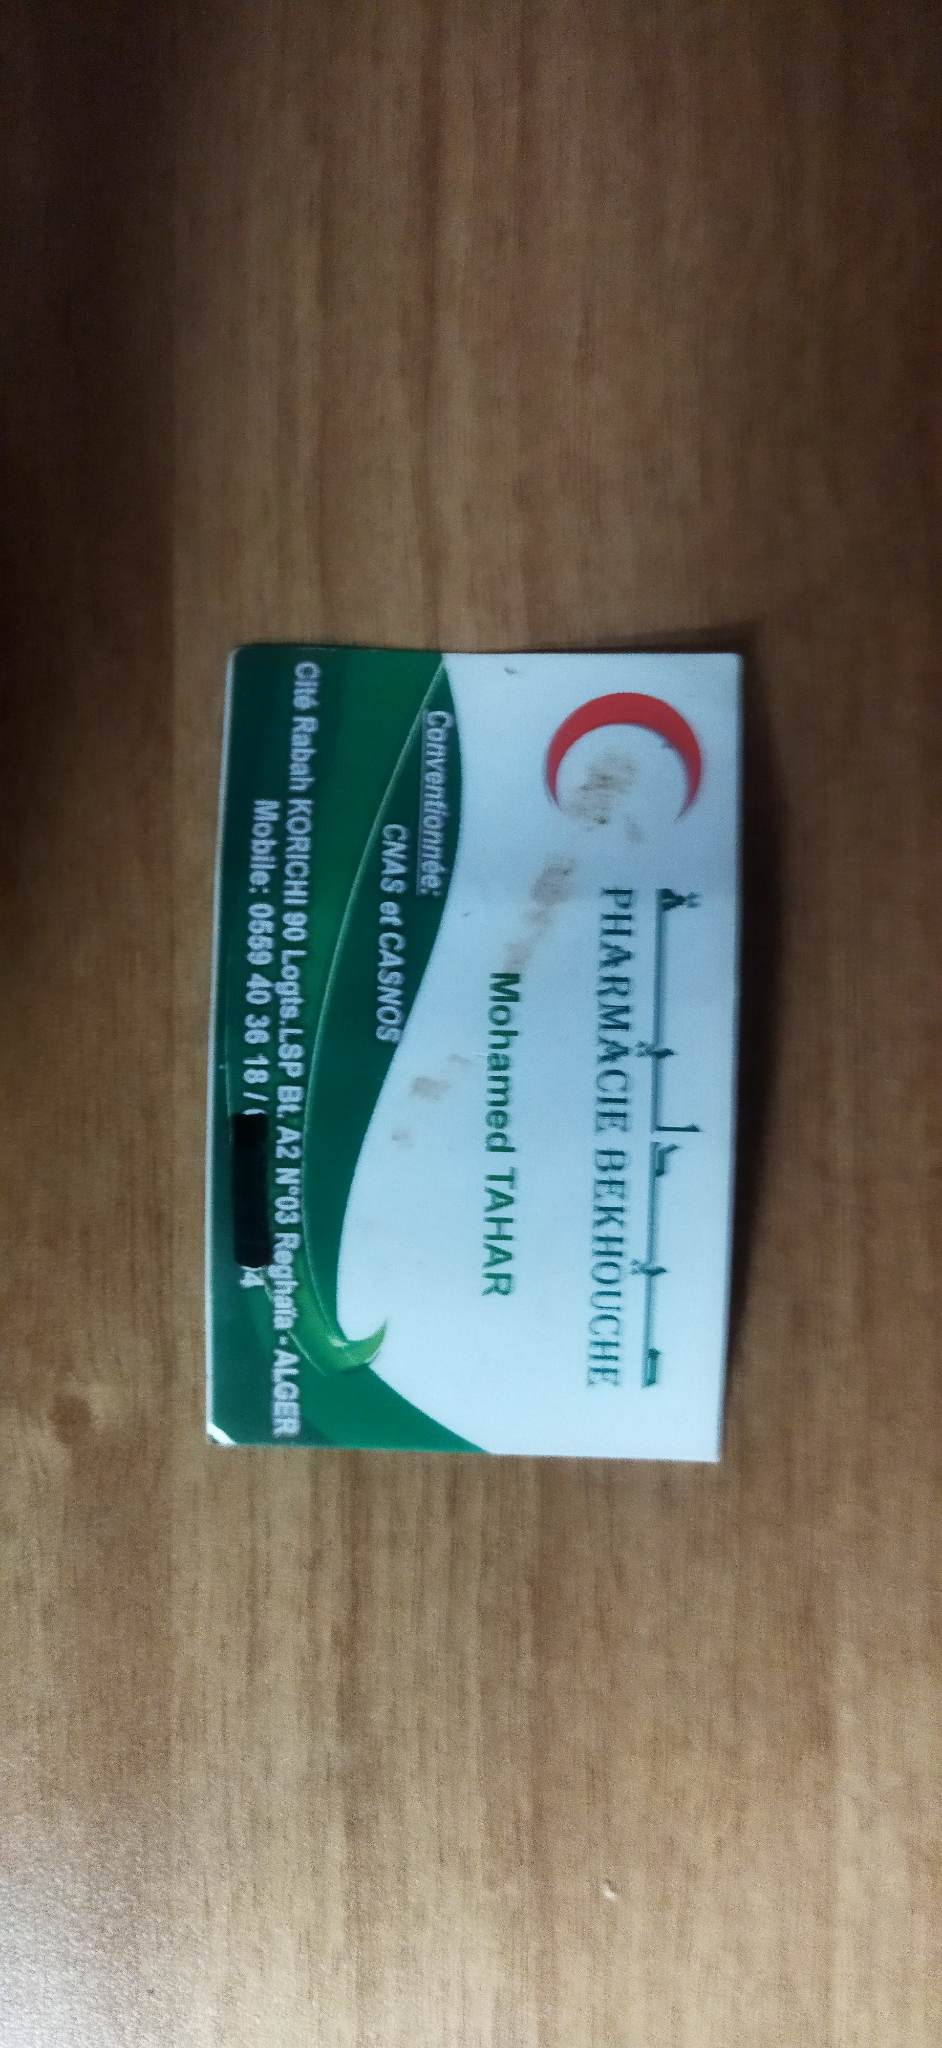 PHARMACIE BEKHOUCHE
Mohamed TAHAR
Conventionnée:
CNAS et CASNOS
Cité Rabah KORICHI 90 Logts.LSP Bt. A2 N°03 Reghaïa - ALGER
Mobile: 0559 40 36 18 /